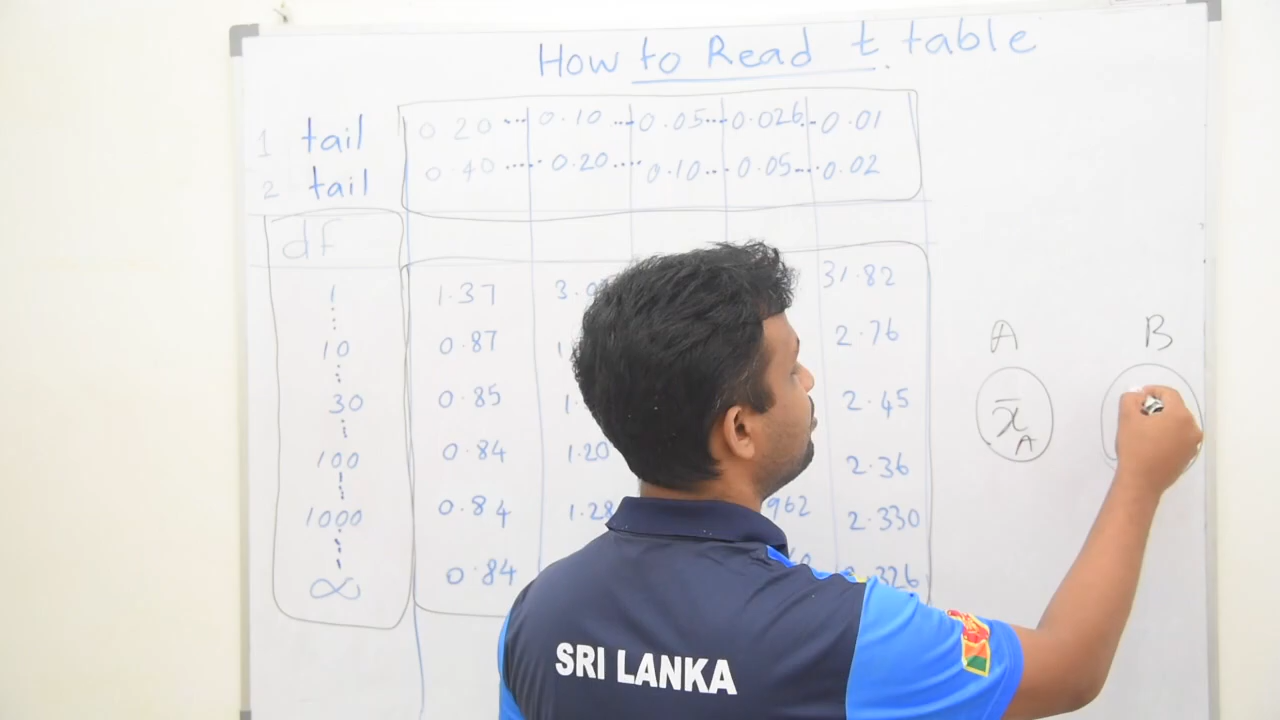 How to Read t table
1 tail 0.20 ... 0.10 ... 0.05 ... 0.026 .. 0.01
2 tail 0.40 ..... 0.20 .... 0.10 .. 0.05 ... 0.02
df
1 1.37 31.82
10 0.87 2.76
30 0.85 2.45
100 0.84 1.20 2.36
1000 0.84 1.28 962 2.330
∞ 0.84 326
A B
x̄A
SRI LANKA